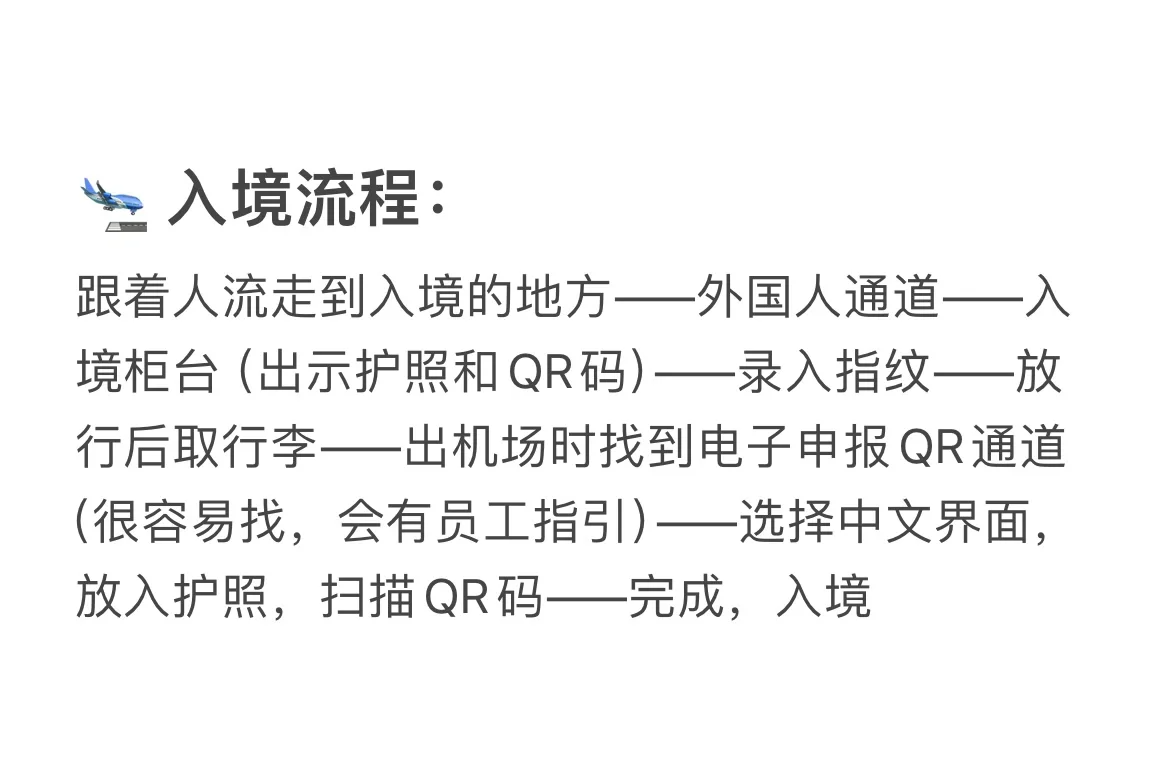 🛬 入境流程：
跟着人流走到入境的地方——外国人通道——入
境柜台（出示护照和QR码）——录入指纹——放
行后取行李——出机场时找到电子申报QR通道
（很容易找，会有员工指引）——选择中文界面，
放入护照，扫描QR码——完成，入境